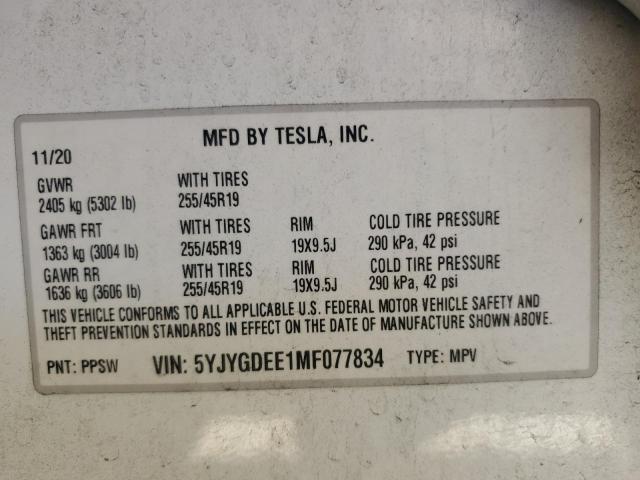 MFD BY TESLA, INC.
11/20
GVWR WITH TIRES
2405 kg (5302 lb) 255/45R19
GAWR FRT WITH TIRES RIM COLD TIRE PRESSURE
1363 kg (3004 lb) 255/45R19 19X9.5J 290 kPa, 42 psi
GAWR RR WITH TIRES RIM COLD TIRE PRESSURE
1636 kg (3606 lb) 255/45R19 19X9.5J 290 kPa, 42 psi
THIS VEHICLE CONFORMS TO ALL APPLICABLE U.S. FEDERAL MOTOR VEHICLE SAFETY AND
THEFT PREVENTION STANDARDS IN EFFECT ON THE DATE OF MANUFACTURE SHOWN ABOVE.
PNT: PPSW VIN: 5YJYGDEE1MF077834 TYPE: MPV